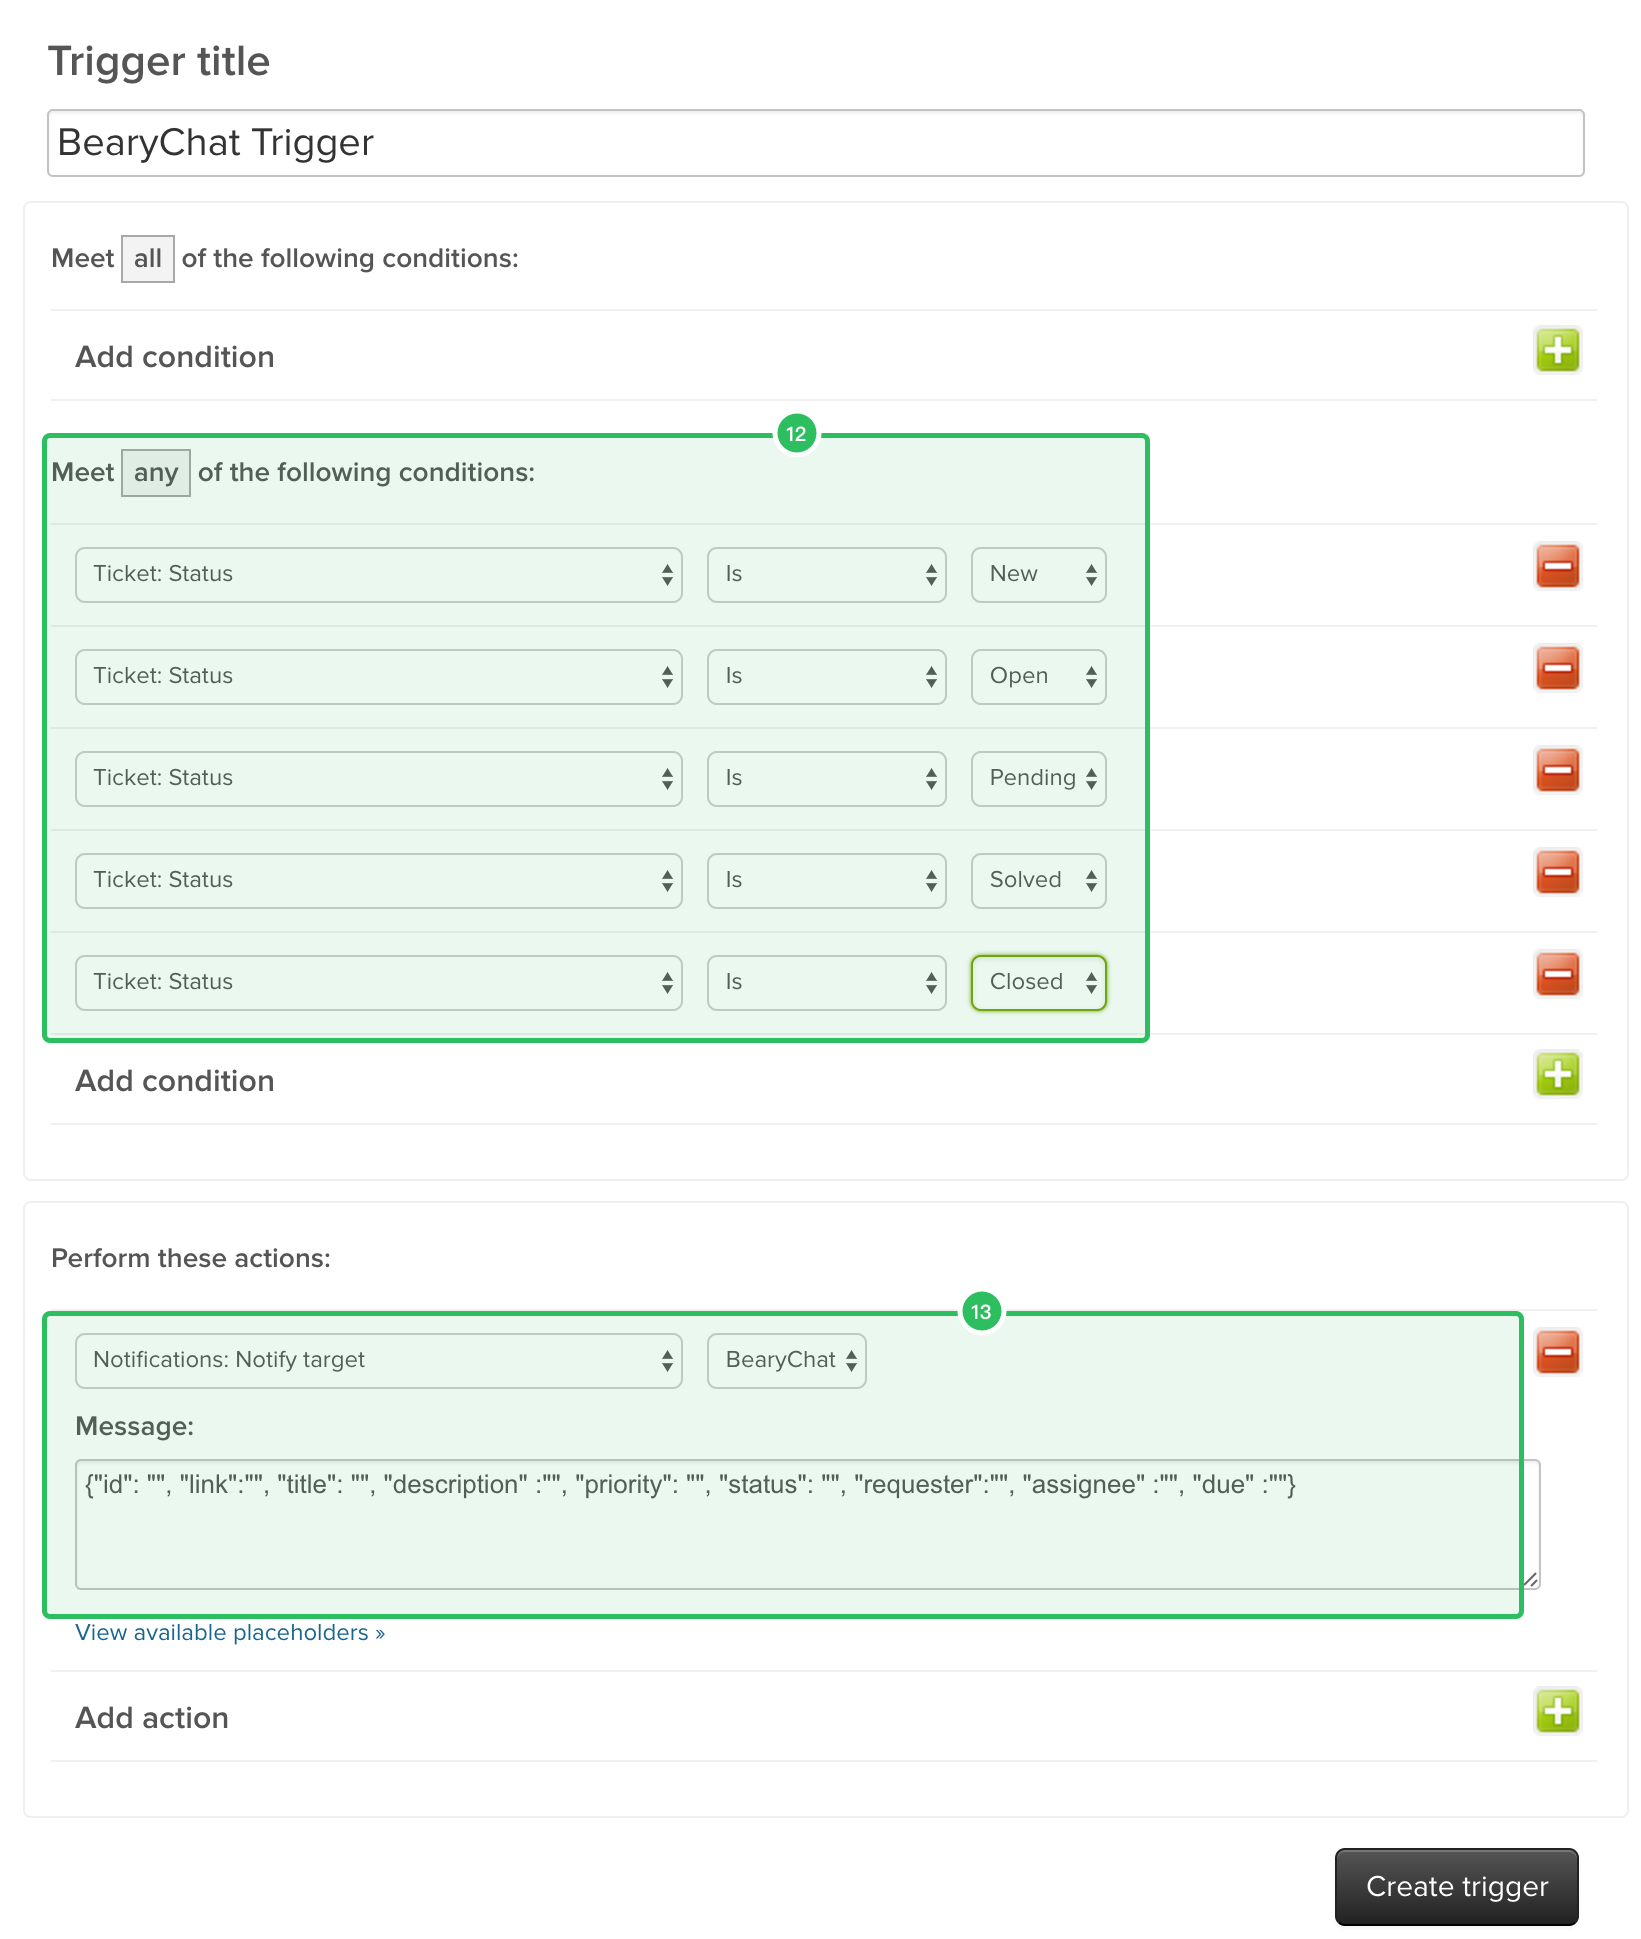 Trigger title
BearyChat Trigger
Meet all of the following conditions:
Add condition
12
Meet any of the following conditions:
Ticket: Status Is New
Ticket: Status Is Open
Ticket: Status Is Pending
Ticket: Status Is Solved
Ticket: Status Is Closed
Add condition
Perform these actions:
13
Notifications: Notify target BearyChat
Message:
{"id": "", "link":"", "title": "", "description" :"", "priority": "", "status": "", "requester":"", "assignee" :"", "due" :""}
View available placeholders »
Add action
Create trigger